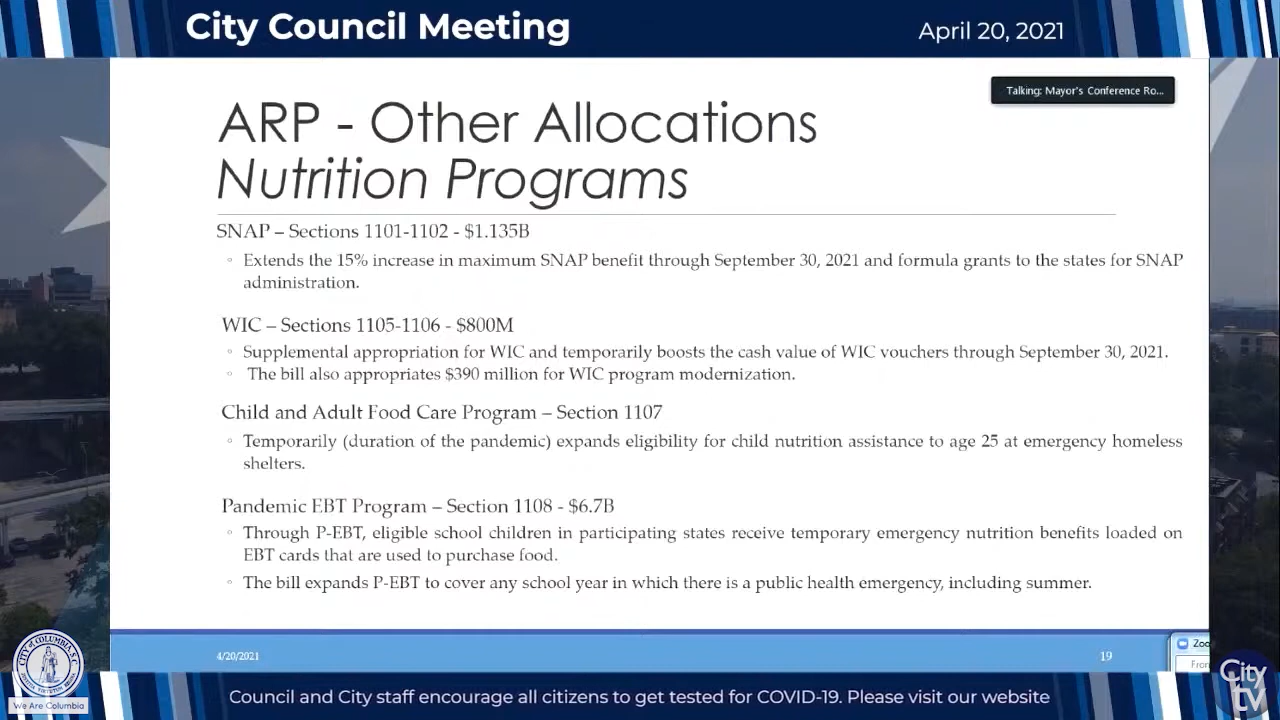 City Council Meeting
April 20, 2021
Talking: Mayor's Conference Ro...
ARP - Other Allocations
Nutrition Programs
SNAP – Sections 1101-1102 - $1.135B
◦ Extends the 15% increase in maximum SNAP benefit through September 30, 2021 and formula grants to the states for SNAP
administration.
WIC – Sections 1105-1106 - $800M
◦ Supplemental appropriation for WIC and temporarily boosts the cash value of WIC vouchers through September 30, 2021.
◦ The bill also appropriates $390 million for WIC program modernization.
Child and Adult Food Care Program – Section 1107
◦ Temporarily (duration of the pandemic) expands eligibility for child nutrition assistance to age 25 at emergency homeless
shelters.
Pandemic EBT Program – Section 1108 - $6.7B
◦ Through P-EBT, eligible school children in participating states receive temporary emergency nutrition benefits loaded on
EBT cards that are used to purchase food.
◦ The bill expands P-EBT to cover any school year in which there is a public health emergency, including summer.
4/20/2021
19
Zoo
From
CITY OF COLUMBIA S.C.
We Are Columbia
Council and City staff encourage all citizens to get tested for COVID-19. Please visit our website
City
tv